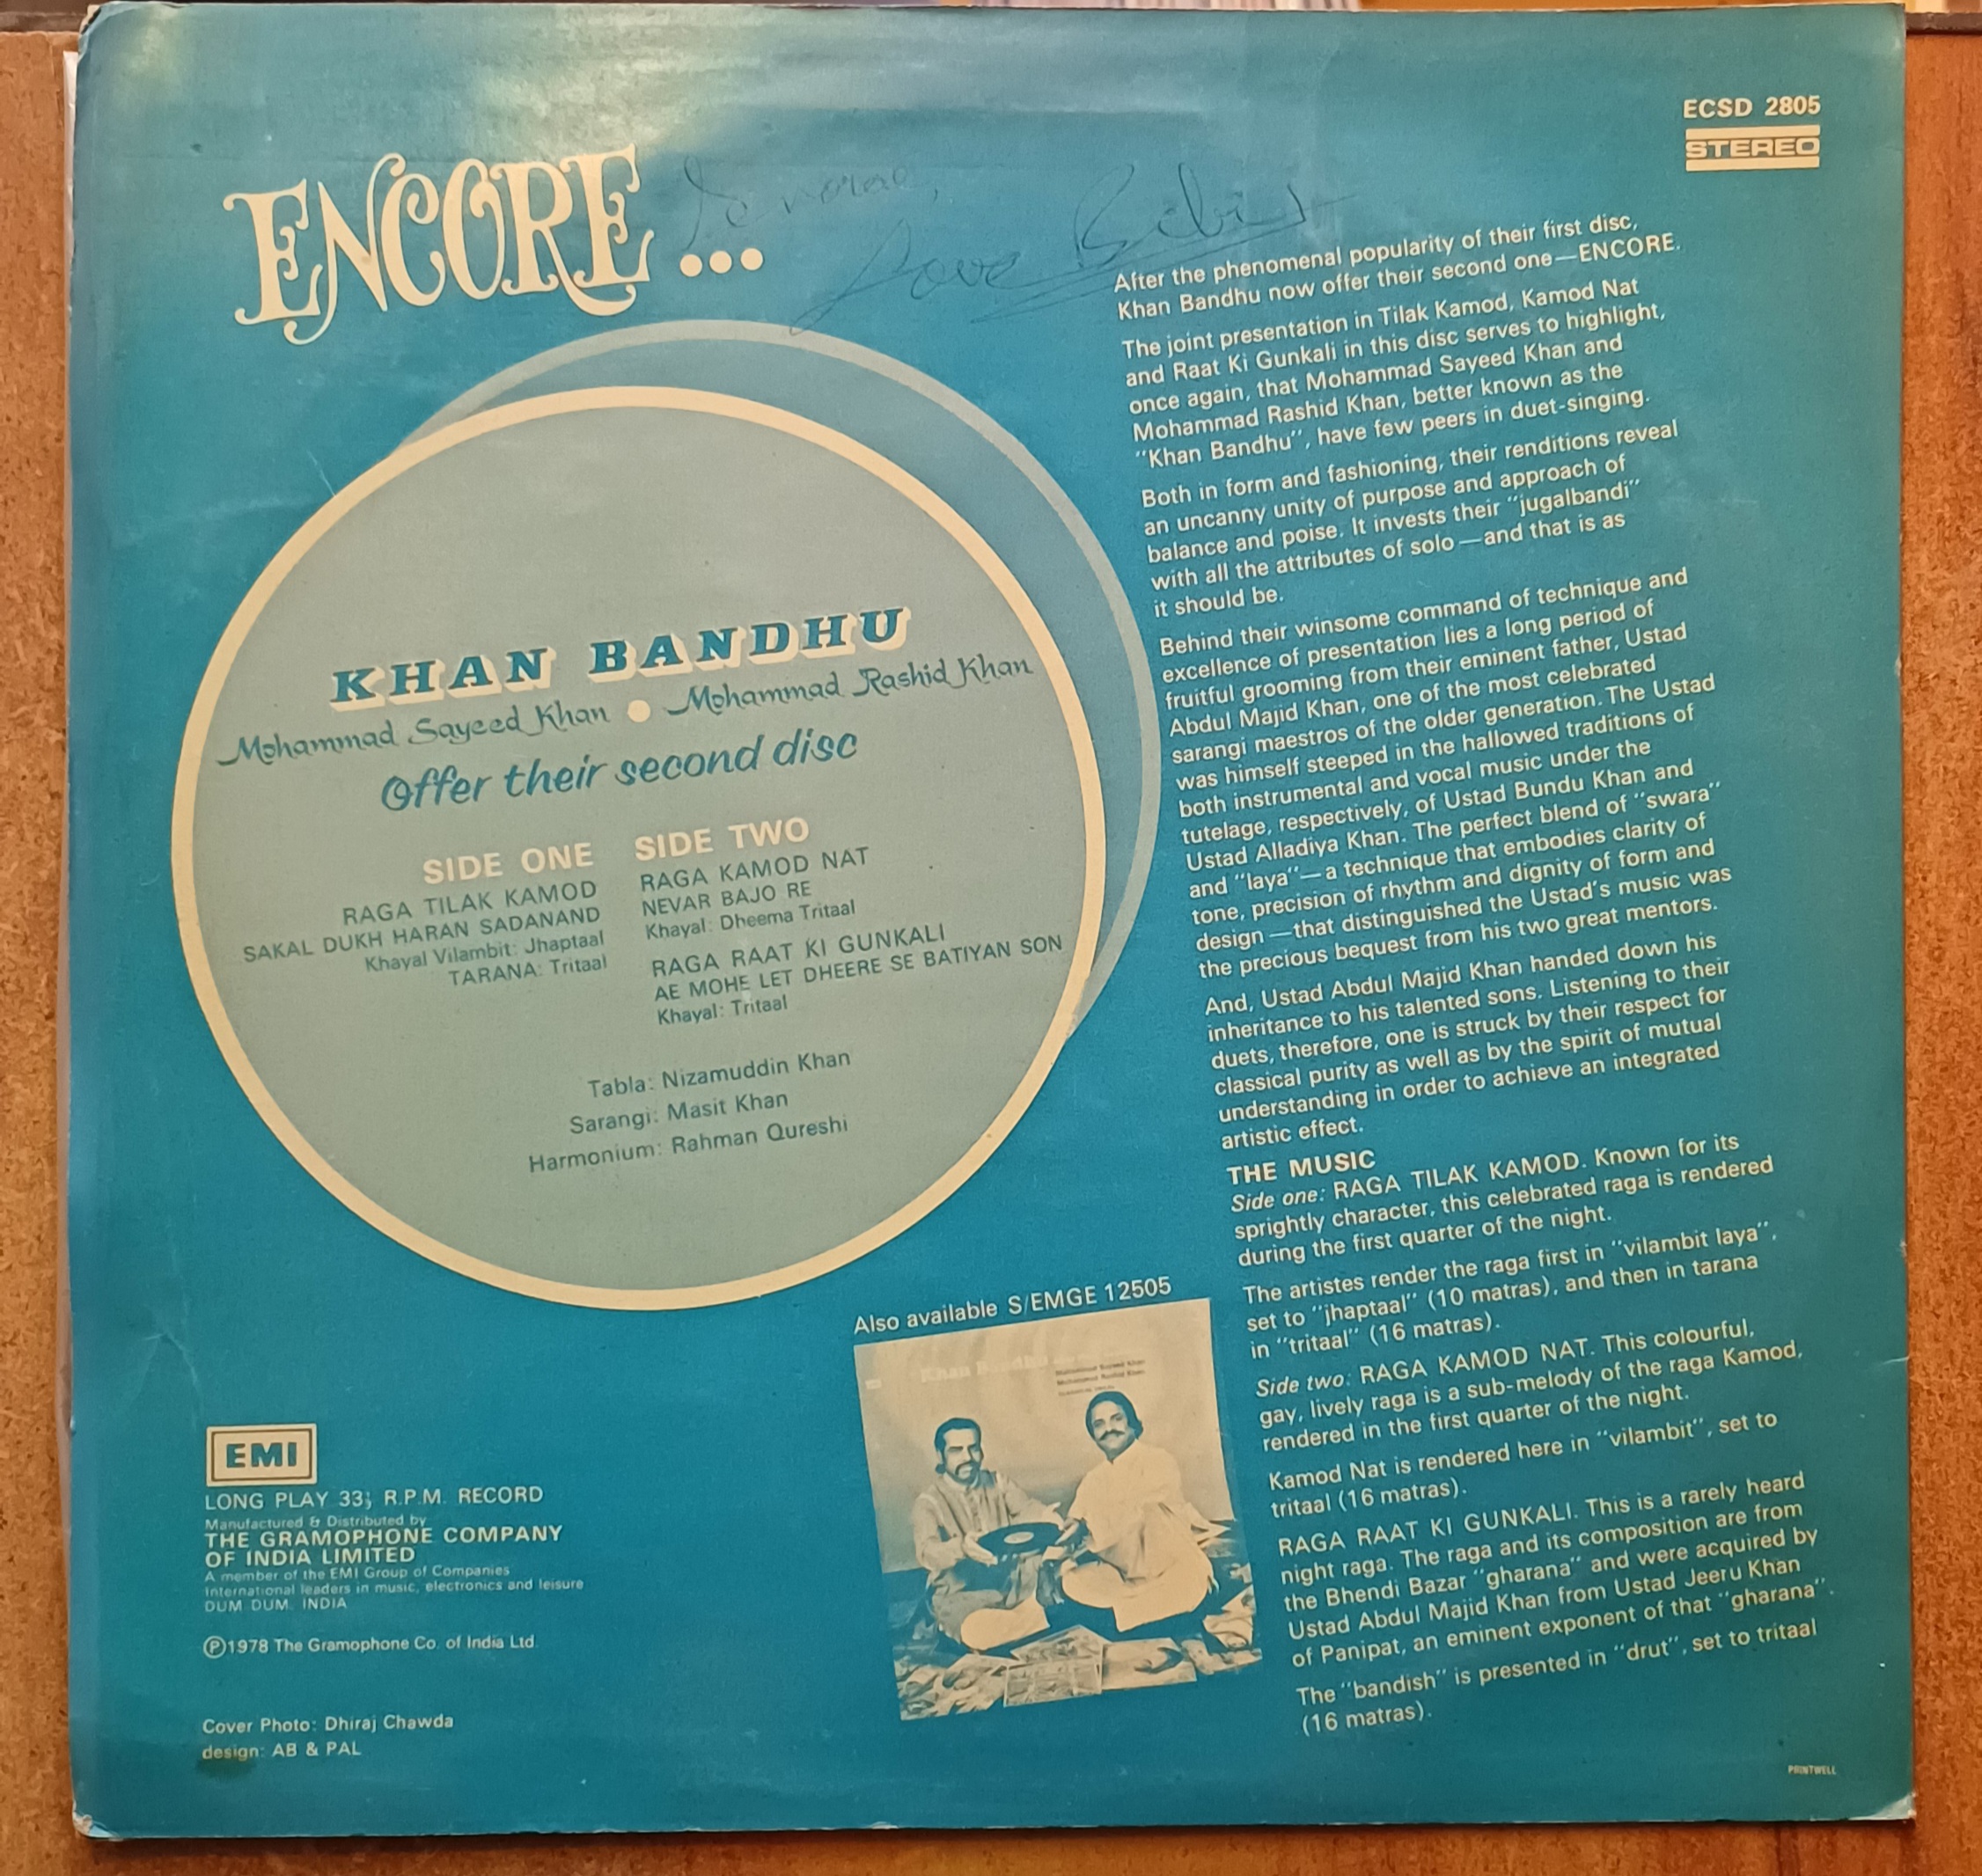 ECSD 2805
STEREO
ENCORE...
Love
KHAN BANDHU
Mohammad Sayeed Khan ● Mohammad Rashid Khan
Offer their second disc
SIDE ONE
RAGA TILAK KAMOD
SAKAL DUKH HARAN SADANAND
Khayal Vilambit: Jhaptaal
TARANA: Tritaal
SIDE TWO
RAGA KAMOD NAT
NEVAR BAJO RE
Khayal: Dheema Tritaal
RAGA RAAT KI GUNKALI
AE MOHE LET DHEERE SE BATIYAN SON
Khayal: Tritaal
Tabla: Nizamuddin Khan
Sarangi: Masit Khan
Harmonium: Rahman Qureshi
After the phenomenal popularity of their first disc,
Khan Bandhu now offer their second one—ENCORE.
The joint presentation in Tilak Kamod, Kamod Nat
and Raat Ki Gunkali in this disc serves to highlight,
once again, that Mohammad Sayeed Khan and
Mohammad Rashid Khan, better known as the
"Khan Bandhu", have few peers in duet-singing.
Both in form and fashioning, their renditions reveal
an uncanny unity of purpose and approach of
balance and poise. It invests their "jugalbandi"
with all the attributes of solo—and that is as
it should be.
Behind their winsome command of technique and
excellence of presentation lies a long period of
fruitful grooming from their eminent father, Ustad
Abdul Majid Khan, one of the most celebrated
sarangi maestros of the older generation. The Ustad
was himself steeped in the hallowed traditions of
both instrumental and vocal music under the
tutelage, respectively, of Ustad Bundu Khan and
Ustad Alladiya Khan. The perfect blend of "swara"
and "laya"—a technique that embodies clarity of
tone, precision of rhythm and dignity of form and
design—that distinguished the Ustad's music was
the precious bequest from his two great mentors.
And, Ustad Abdul Majid Khan handed down his
inheritance to his talented sons. Listening to their
duets, therefore, one is struck by their respect for
classical purity as well as by the spirit of mutual
understanding in order to achieve an integrated
artistic effect.
THE MUSIC
Side one: RAGA TILAK KAMOD. Known for its
sprightly character, this celebrated raga is rendered
during the first quarter of the night.
The artistes render the raga first in "vilambit laya",
set to "jhaptaal" (10 matras), and then in tarana
in "tritaal" (16 matras).
Side two: RAGA KAMOD NAT. This colourful,
gay, lively raga is a sub-melody of the raga Kamod,
rendered in the first quarter of the night.
Kamod Nat is rendered here in "vilambit", set to
tritaal (16 matras).
RAGA RAAT KI GUNKALI. This is a rarely heard
night raga. The raga and its composition are from
the Bhendi Bazar "gharana" and were acquired by
Ustad Abdul Majid Khan from Ustad Jeeru Khan
of Panipat, an eminent exponent of that "gharana".
The "bandish" is presented in "drut", set to tritaal
(16 matras).
Also available S/EMGE 12505
Khan Bandhu
Mohammad Sayeed Khan
Mohammad Rashid Khan
EMI
LONG PLAY 33⅓ R.P.M. RECORD
Manufactured & Distributed by
THE GRAMOPHONE COMPANY
OF INDIA LIMITED
A member of the EMI Group of Companies
International leaders in music, electronics and leisure
DUM DUM. INDIA
Ⓟ1978 The Gramophone Co. of India Ltd.
Cover Photo: Dhiraj Chawda
design: AB & PAL
PRINTWELL